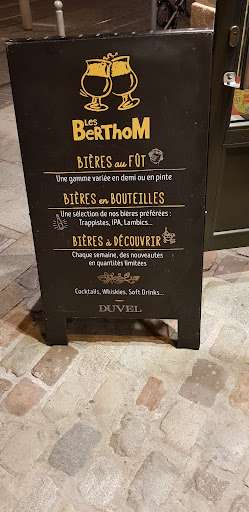 LES
BERTHOM
BIÈRES au FÛT
Une gamme variée en demi ou en pinte
BIÈRES en BOUTEILLES
Une sélection de nos bières préférées :
Trappistes, IPA, Lambics...
BIÈRES à DÉCOUVRIR
Chaque semaine, des nouveautés
en quantités limitées
Cocktails, Whiskies, Soft Drinks...
DUVEL